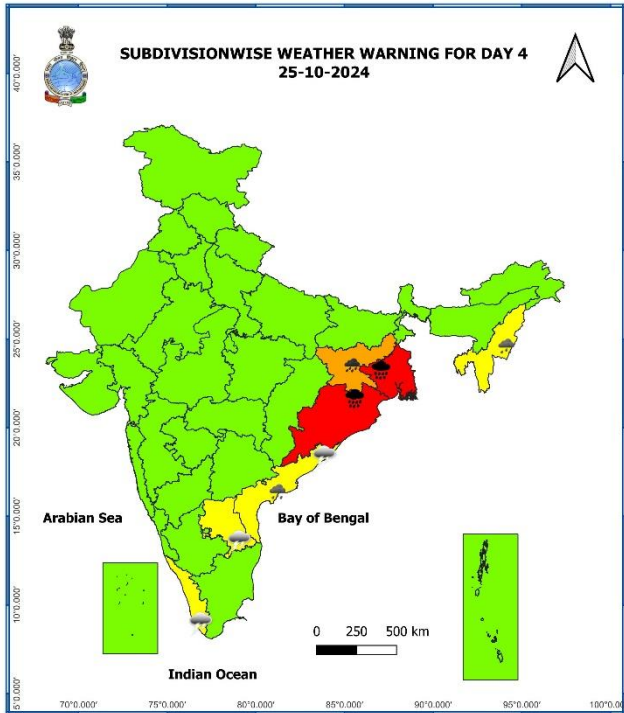 SUBDIVISIONWISE WEATHER WARNING FOR DAY 4
25-10-2024
40°0.000'
35°0.000'
30°0.000'
25°0.000'
20°0.000'
15°0.000'
10°0.000'
5°0.000'
Arabian Sea
Bay of Bengal
0 250 500 km
Indian Ocean
70°0.000' 75°0.000' 80°0.000' 85°0.000' 90°0.000' 95°0.000' 100°0.00